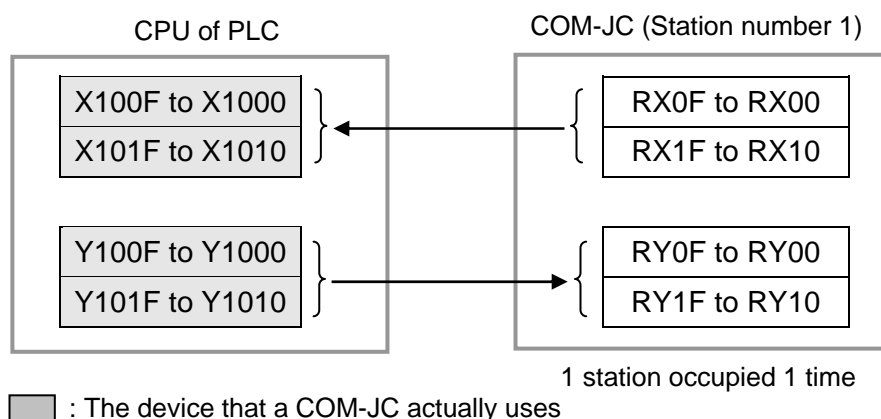 CPU of PLC
COM-JC (Station number 1)
X100F to X1000
X101F to X1010
RX0F to RX00
RX1F to RX10
Y100F to Y1000
Y101F to Y1010
RY0F to RY00
RY1F to RY10
1 station occupied 1 time
: The device that a COM-JC actually uses